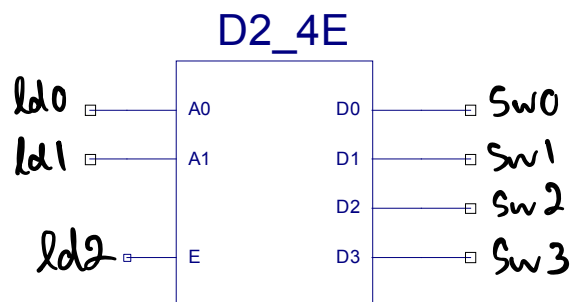 D2_4E
ld0 A0 D0 Sw0
ld1 A1 D1 Sw1
D2 Sw2
ld2 E D3 Sw3